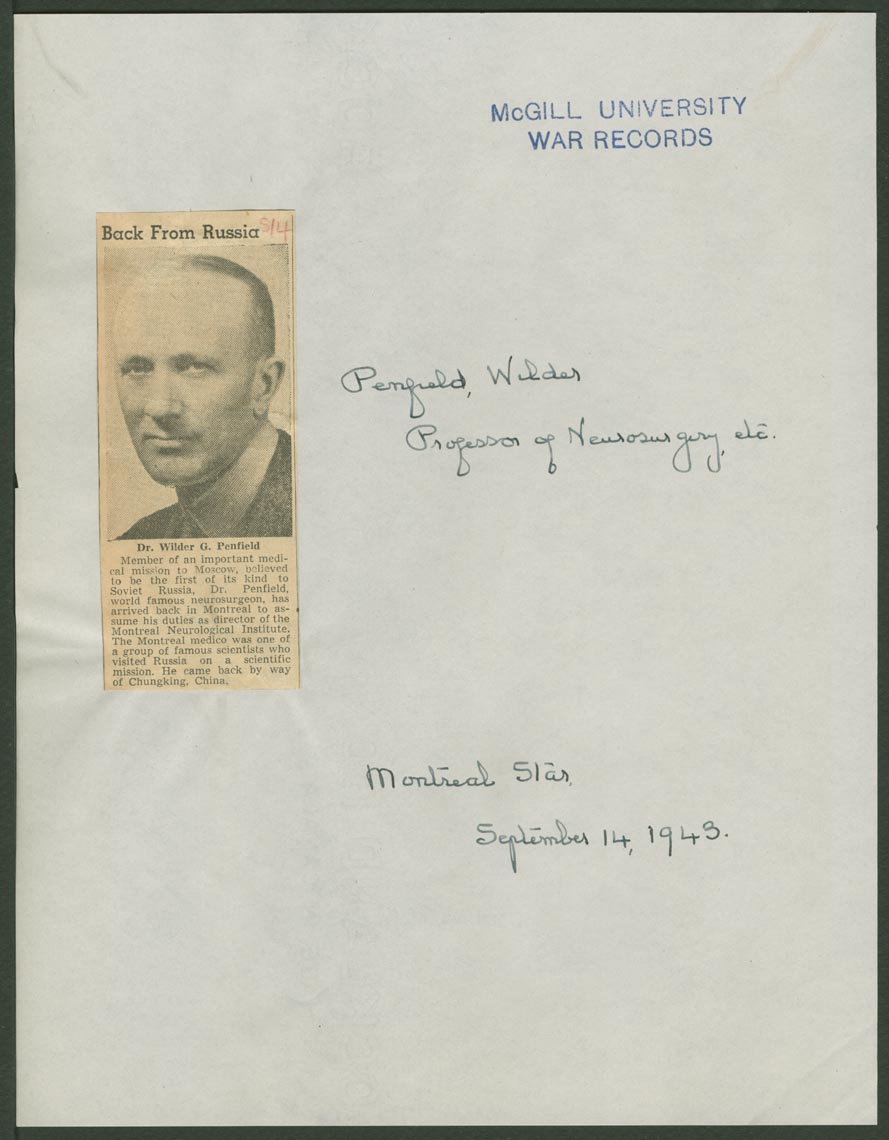 McGILL UNIVERSITY
WAR RECORDS
Back From Russia
S/4
Penfield, Wilder
Professor of Neurosurgery, etc.
Dr. Wilder G. Penfield
Member of an important medi-
cal mission to Moscow, believed
to be the first of its kind to
Soviet Russia, Dr. Penfield,
world famous neurosurgeon, has
arrived back in Montreal to as-
sume his duties as director of the
Montreal Neurological Institute.
The Montreal medico was one of
a group of famous scientists who
visited Russia on a scientific
mission. He came back by way
of Chungking, China.
Montreal Star,
September 14, 1943.